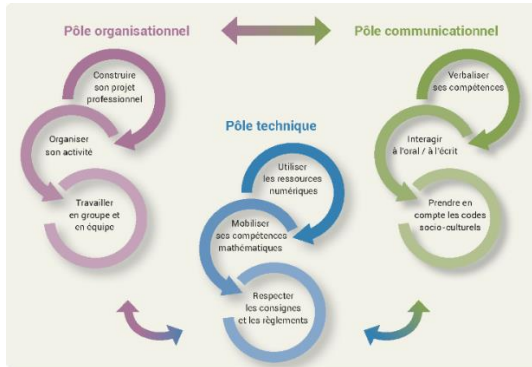 Pôle organisationnel
Construire
son projet
professionnel
Organiser
son activité
Travailler
en groupe et
en équipe
Pôle technique
Utiliser
les ressources
numériques
Mobiliser
ses compétences
mathématiques
Respecter
les consignes
et les règlements
Pôle communicationnel
Verbaliser
ses compétences
Interagir
à l'oral / à l'écrit
Prendre en
compte les codes
socio-culturels